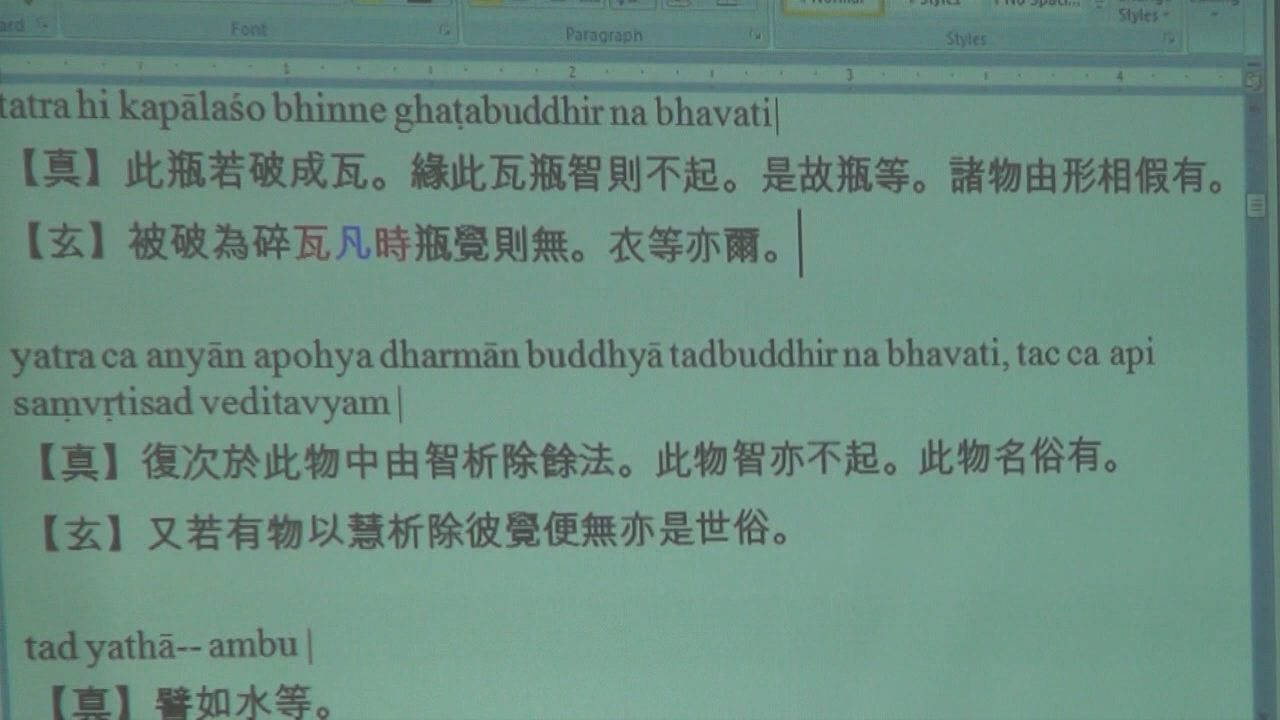 Font
Paragraph
Styles
Styles
1
2
3
4
tatra hi kapālaśo bhinne ghaṭabuddhir na bhavati|
【真】此瓶若破成瓦。緣此瓦瓶智則不起。是故瓶等。諸物由形相假有。
【玄】被破為碎瓦凡時瓶覺則無。衣等亦爾。
yatra ca anyān apohya dharmān buddhyā tadbuddhir na bhavati, tac ca api
saṃvṛtisad veditavyam |
【真】復次於此物中由智析除餘法。此物智亦不起。此物名俗有。
【玄】又若有物以慧析除彼覺便無亦是世俗。
tad yathā-- ambu |
【真】譬如水等。